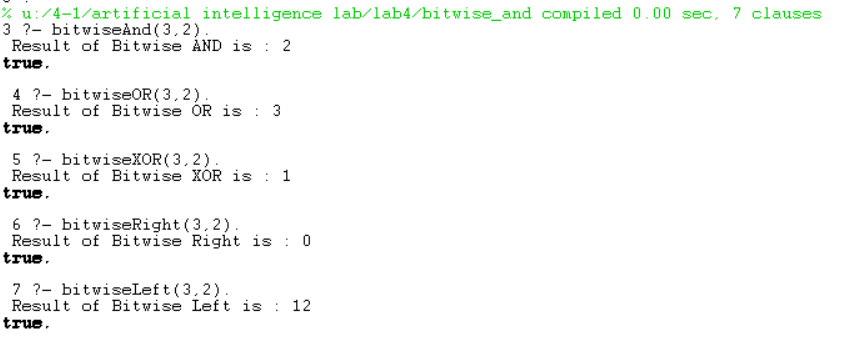 % u:/4-1/artificial intelligence lab/lab4/bitwise_and compiled 0.00 sec, 7 clauses
3 ?- bitwiseAnd(3,2).
Result of Bitwise AND is : 2
true.
4 ?- bitwiseOR(3,2).
Result of Bitwise OR is : 3
true.
5 ?- bitwiseXOR(3,2).
Result of Bitwise XOR is : 1
true.
6 ?- bitwiseRight(3,2).
Result of Bitwise Right is : 0
true.
7 ?- bitwiseLeft(3,2).
Result of Bitwise Left is : 12
true.